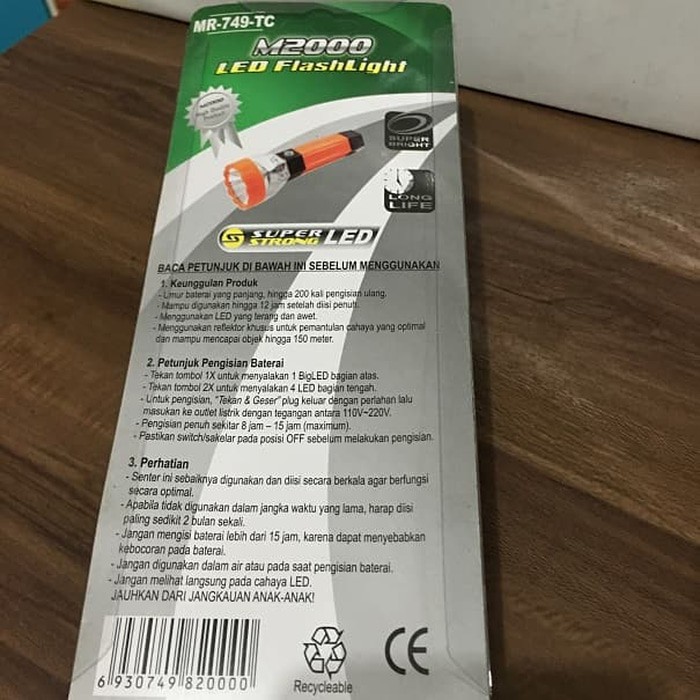 MR-749-TC
M2000
LED FlashLight
M2000
High Quality
Product
SUPER
BRIGHT
LONG
LIFE
SUPER
STRONG LED
BACA PETUNJUK DI BAWAH INI SEBELUM MENGGUNAKAN
1. Keunggulan Produk
- Umur baterai yang panjang, hingga 200 kali pengisian ulang.
- Mampu digunakan hingga 12 jam setelah diisi penuh.
- Menggunakan LED yang terang dan awet.
- Menggunakan reflektor khusus untuk pemantulan cahaya yang optimal
dan mampu mencapai objek hingga 150 meter.
2. Petunjuk Pengisian Baterai
- Tekan tombol 1X untuk menyalakan 1 BigLED bagian atas.
- Tekan tombol 2X untuk menyalakan 4 LED bagian tengah.
- Untuk pengisian, "Tekan & Geser" plug keluar dengan perlahan lalu
masukan ke outlet listrik dengan tegangan antara 110V~220V.
- Pengisian penuh sekitar 8 jam – 15 jam (maximum).
- Pastikan switch/sakelar pada posisi OFF sebelum melakukan pengisian.
3. Perhatian
- Senter ini sebaiknya digunakan dan diisi secara berkala agar berfungsi
secara optimal.
- Apabila tidak digunakan dalam jangka waktu yang lama, harap diisi
paling sedikit 2 bulan sekali.
- Jangan mengisi baterai lebih dari 15 jam, karena dapat menyebabkan
kebocoran pada baterai.
- Jangan digunakan dalam air atau pada saat pengisian baterai.
- Jangan melihat langsung pada cahaya LED.
JAUHKAN DARI JANGKAUAN ANAK-ANAK!
6 930749 820000
Recycleable
CE